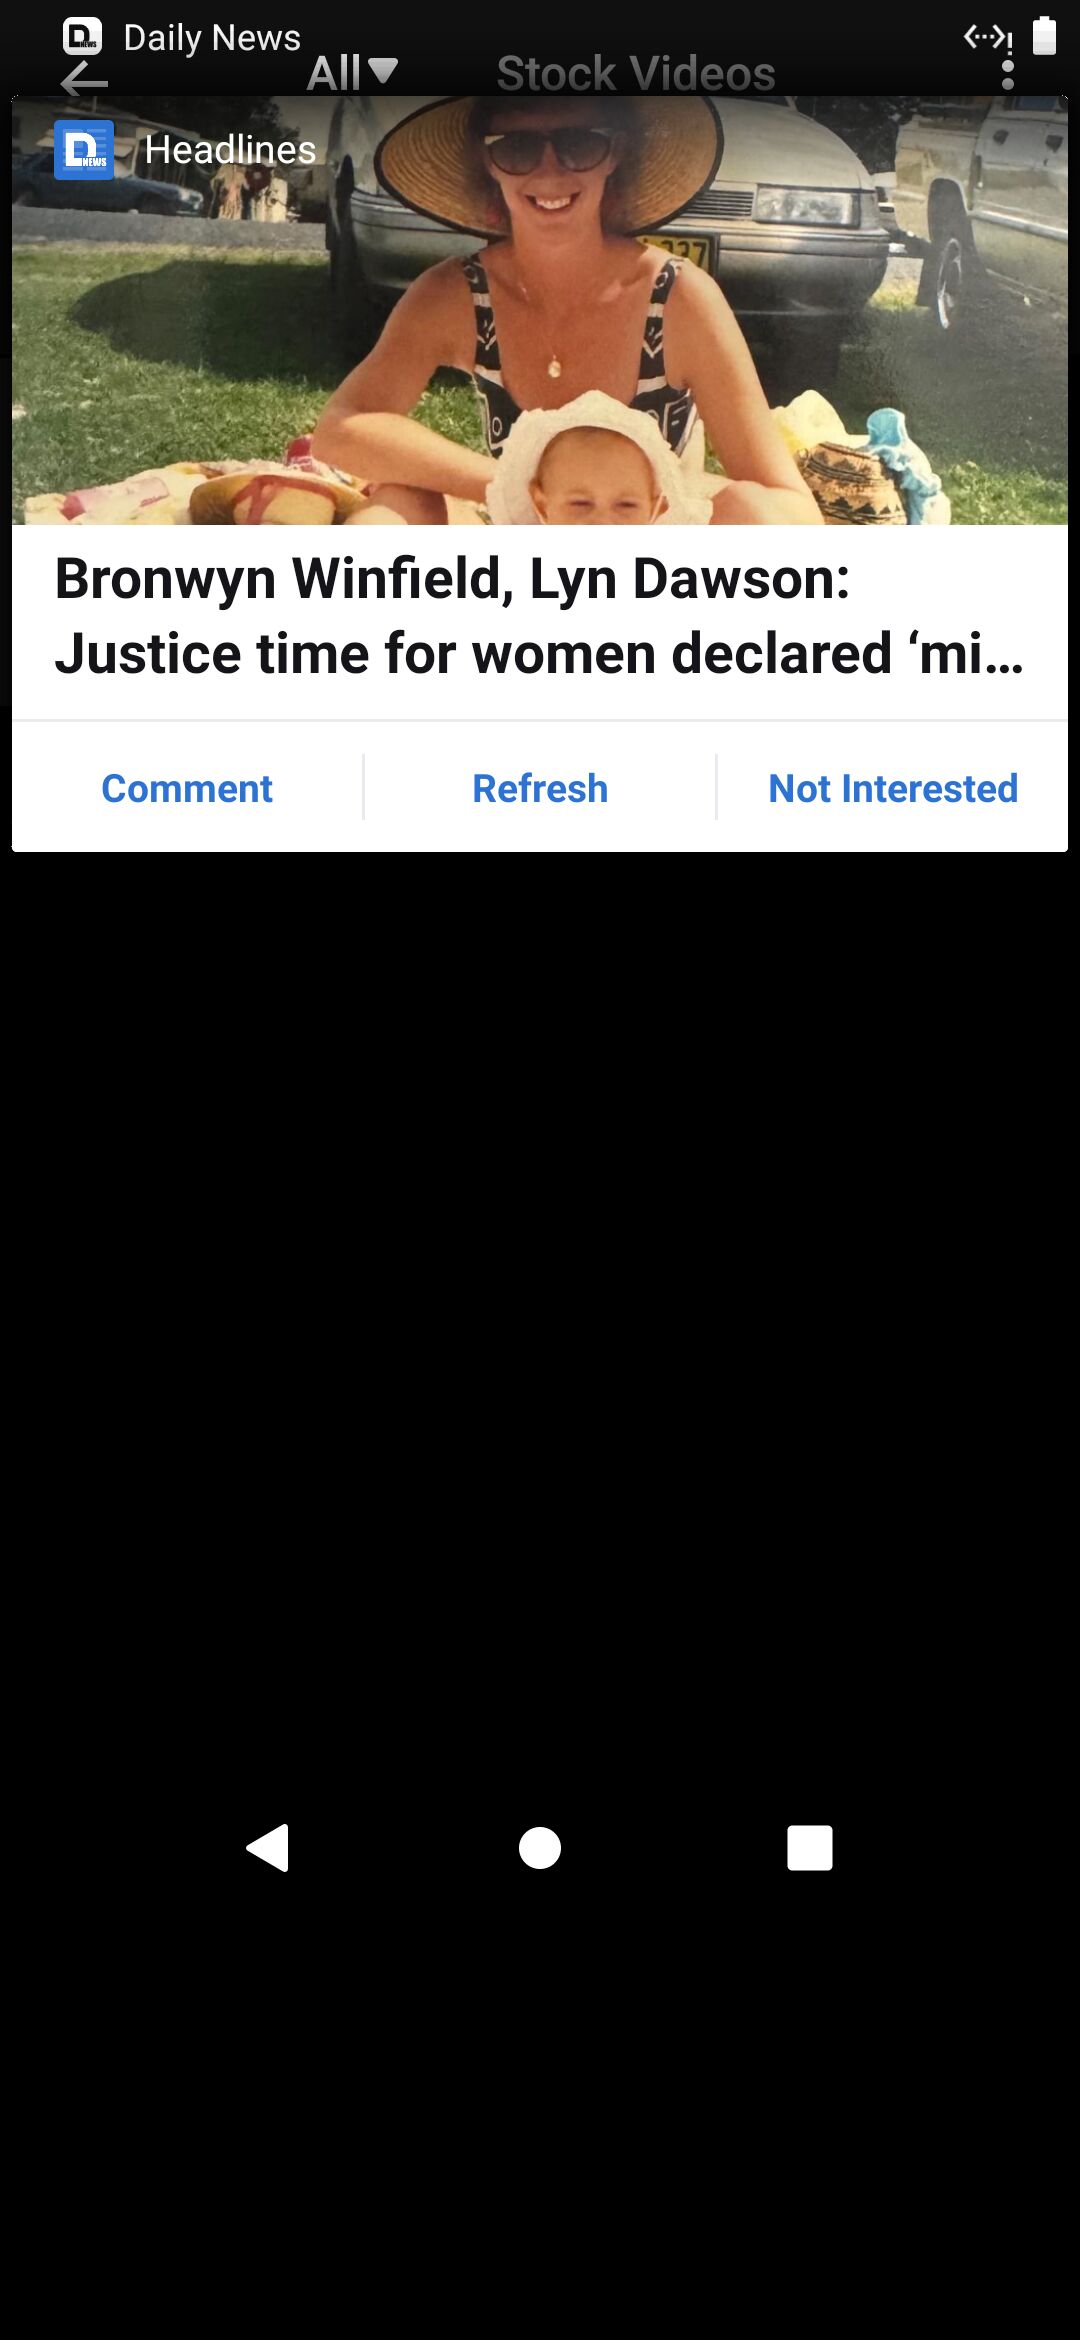 Daily News
All
Stock Videos
Headlines
Bronwyn Winfield, Lyn Dawson:
Justice time for women declared ‘mi...
Comment
Refresh
Not Interested